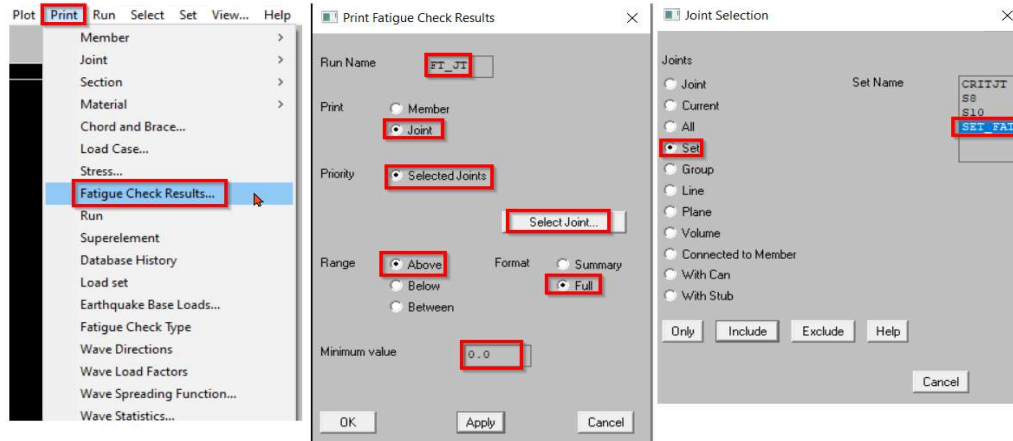 Plot Print Run Select Set View... Help
Member >
Joint >
Section >
Material >
Chord and Brace...
Load Case...
Stress...
Fatigue Check Results...
Run
Superelement
Database History
Load set
Earthquake Base Loads...
Fatigue Check Type
Wave Directions
Wave Load Factors
Wave Spreading Function...
Wave Statistics...
Print Fatigue Check Results
Run Name FT_JT
Print Member
Joint
Priority Selected Joints
Select Joint...
Range Above Format Summary
Below Full
Between
Minimum value 0.0
OK Apply Cancel
Joint Selection
Joints
Joint Set Name CRITJT
Current S8
All S10
Set SET_FAT
Group
Line
Plane
Volume
Connected to Member
With Can
With Stub
Only Include Exclude Help
Cancel